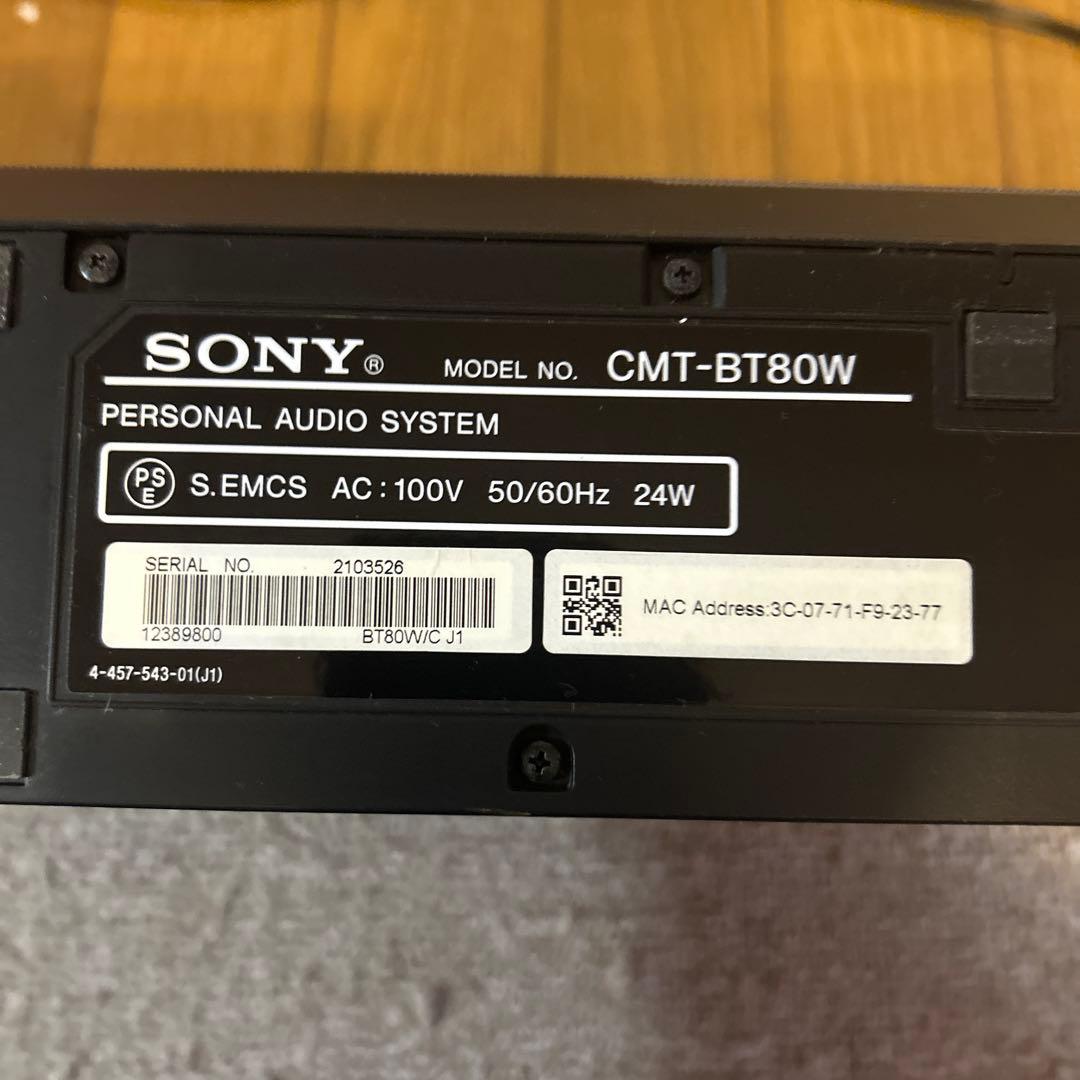 SONY® MODEL NO. CMT-BT80W
PERSONAL AUDIO SYSTEM
PSE S.EMCS AC:100V 50/60Hz 24W
SERIAL NO. 2103526
12389800 BT80W/C J1
MAC Address:3C-07-71-F9-23-77
4-457-543-01(J1)